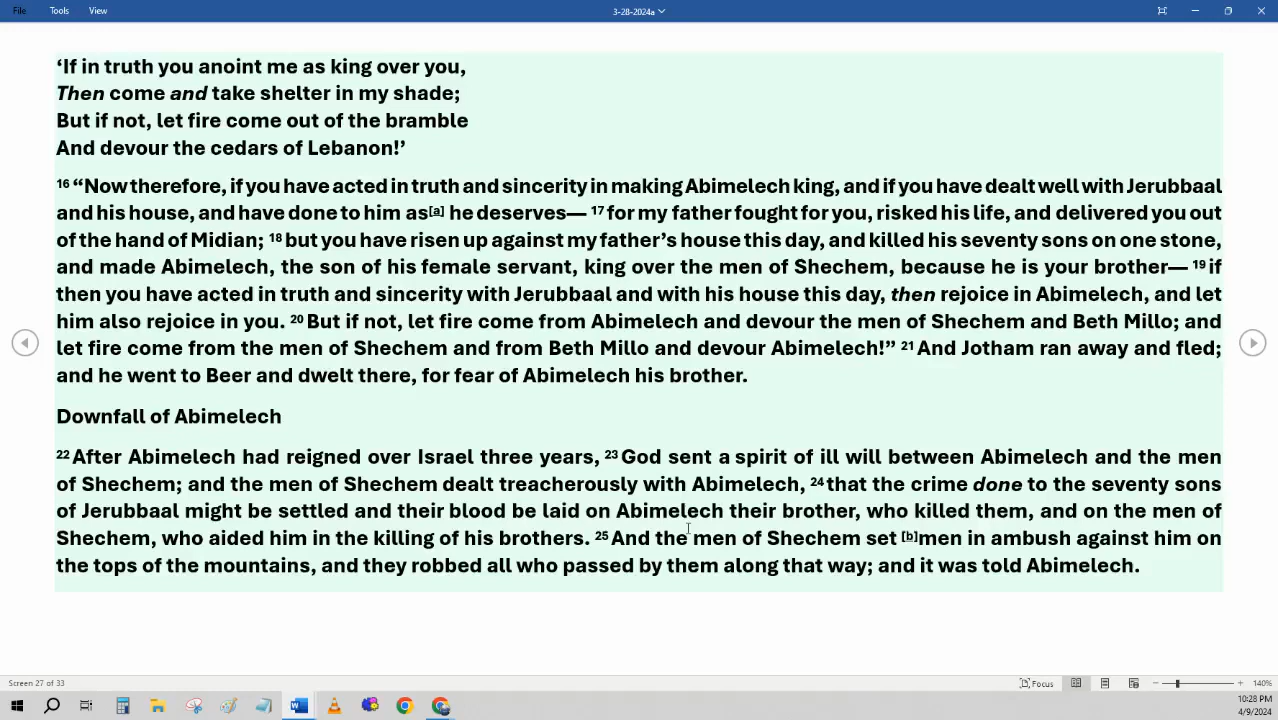 File Tools View 3-28-2024a
‘If in truth you anoint me as king over you,
Then come and take shelter in my shade;
But if not, let fire come out of the bramble
And devour the cedars of Lebanon!’
16 “Now therefore, if you have acted in truth and sincerity in making Abimelech king, and if you have dealt well with Jerubbaal
and his house, and have done to him as[a] he deserves— 17 for my father fought for you, risked his life, and delivered you out
of the hand of Midian; 18 but you have risen up against my father’s house this day, and killed his seventy sons on one stone,
and made Abimelech, the son of his female servant, king over the men of Shechem, because he is your brother— 19 if
then you have acted in truth and sincerity with Jerubbaal and with his house this day, then rejoice in Abimelech, and let
him also rejoice in you. 20 But if not, let fire come from Abimelech and devour the men of Shechem and Beth Millo; and
let fire come from the men of Shechem and from Beth Millo and devour Abimelech!” 21 And Jotham ran away and fled;
and he went to Beer and dwelt there, for fear of Abimelech his brother.
Downfall of Abimelech
22 After Abimelech had reigned over Israel three years, 23 God sent a spirit of ill will between Abimelech and the men
of Shechem; and the men of Shechem dealt treacherously with Abimelech, 24 that the crime done to the seventy sons
of Jerubbaal might be settled and their blood be laid on Abimelech their brother, who killed them, and on the men of
Shechem, who aided him in the killing of his brothers. 25 And the men of Shechem set [b]men in ambush against him on
the tops of the mountains, and they robbed all who passed by them along that way; and it was told Abimelech.
Screen 27 of 33 Focus 140%
10:28 PM
4/9/2024